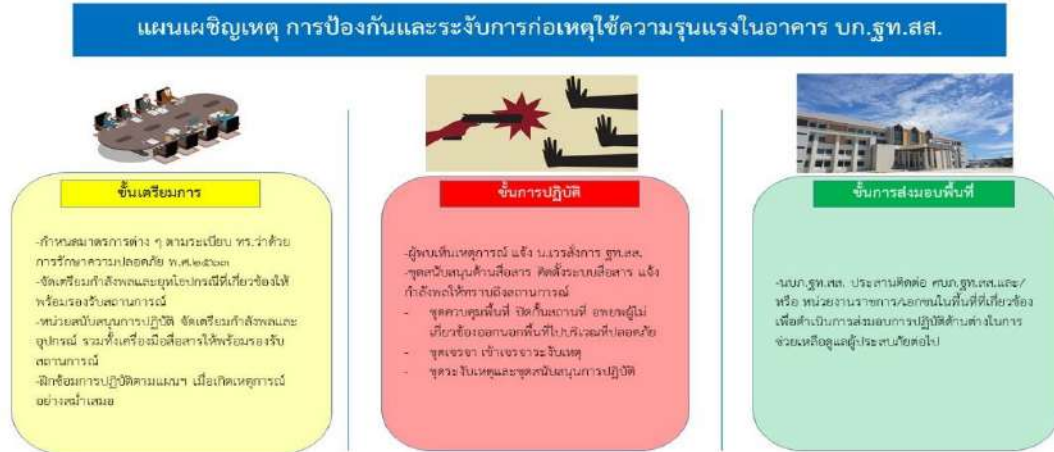 แผนเผชิญเหตุ การป้องกันและระงับการก่อเหตุใช้ความรุนแรงในอาคาร บก.ฐท.สส.
ขั้นเตรียมการ
-กำหนดมาตรการต่าง ๆ ตามระเบียบ ทร.ว่าด้วย
การรักษาความปลอดภัย พ.ศ.๒๕๖๓
-จัดเตรียมกำลังพลและยุทโธปกรณ์ที่เกี่ยวข้องให้
พร้อมรองรับสถานการณ์
-หน่วยสนับสนุนการปฏิบัติ จัดเตรียมกำลังพลและ
อุปกรณ์ รวมทั้งเครื่องมือสื่อสารให้พร้อมรองรับ
สถานการณ์
-ฝึกซ้อมการปฏิบัติตามแผนฯ เมื่อเกิดเหตุการณ์
อย่างสม่ำเสมอ
ขั้นการปฏิบัติ
-ผู้พบเห็นเหตุการณ์ แจ้ง น.เวรสั่งการ ฐท.สส.
-ชุดสนับสนุนด้านสื่อสาร ติดตั้งระบบสื่อสาร แจ้ง
กำลังพลให้ทราบถึงสถานการณ์
- ชุดควบคุมพื้นที่ ปิดกั้นสถานที่ อพยพผู้ไม่
เกี่ยวข้องออกนอกพื้นที่ไปบริเวณที่ปลอดภัย
- ชุดเจรจา เข้าเจรจาระงับเหตุ
- ชุดระงับเหตุและชุดสนับสนุนการปฏิบัติ
ขั้นการส่งมอบพื้นที่
-นบก.ฐท.สส. ประสานติดต่อ ศบภ.ฐท.สส.และ/
หรือ หน่วยงานราชการ/เอกชนในพื้นที่ที่เกี่ยวข้อง
เพื่อดำเนินการส่งมอบการปฏิบัติด้านต่างในการ
ช่วยเหลือดูแลผู้ประสบภัยต่อไป